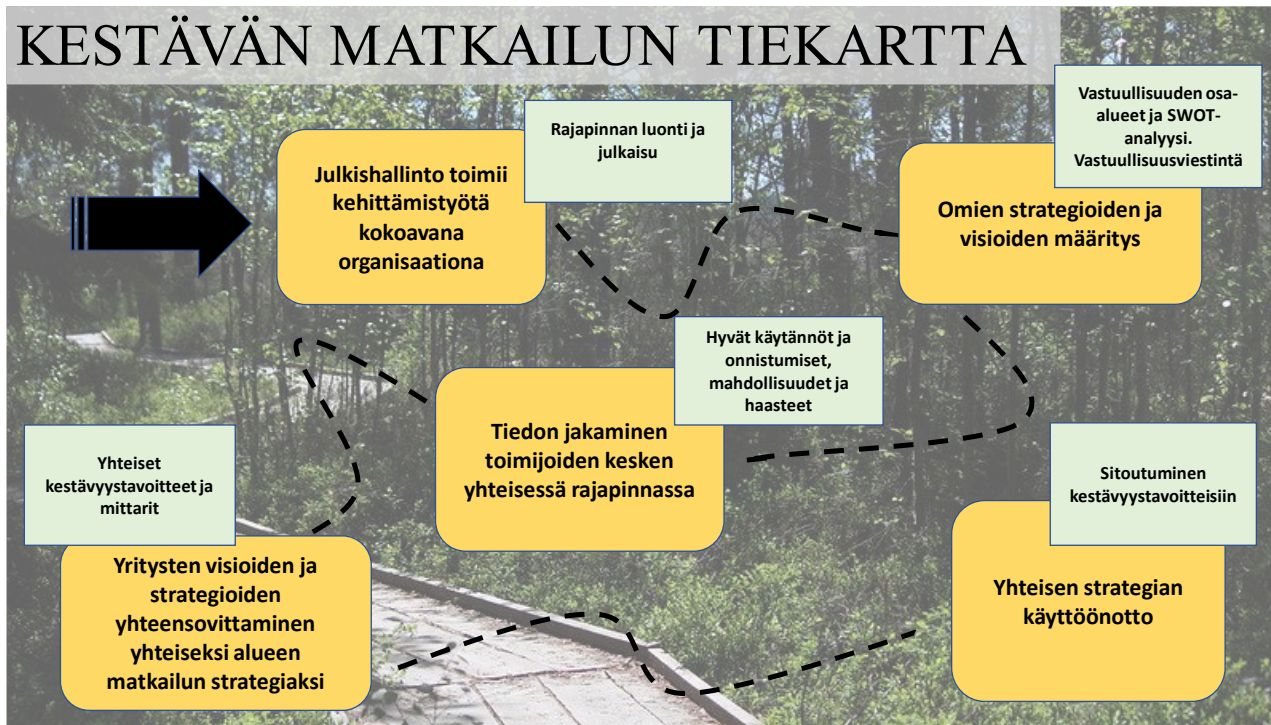 KESTÄVÄN MATKAILUN TIEKARTTA
Julkishallinto toimii
kehittämistyötä
kokoavana
organisaationa
Rajapinnan luonti ja
julkaisu
Vastuullisuuden osa-
alueet ja SWOT-
analyysi.
Vastuullisuusviestintä
Omien strategioiden ja
visioiden määritys
Hyvät käytännöt ja
onnistumiset,
mahdollisuudet ja
haasteet
Tiedon jakaminen
toimijoiden kesken
yhteisessä rajapinnassa
Yhteiset
kestävyystavoitteet ja
mittarit
Yritysten visioiden ja
strategioiden
yhteensovittaminen
yhteiseksi alueen
matkailun strategiaksi
Sitoutuminen
kestävyystavoitteisiin
Yhteisen strategian
käyttöönotto